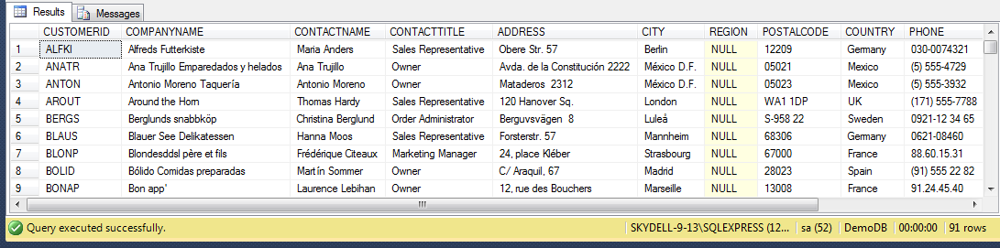 Results Messages
CUSTOMERID COMPANYNAME CONTACTNAME CONTACTTITLE ADDRESS CITY REGION POSTALCODE COUNTRY PHONE
1 ALFKI Alfreds Futterkiste Maria Anders Sales Representative Obere Str. 57 Berlin NULL 12209 Germany 030-0074321
2 ANATR Ana Trujillo Emparedados y helados Ana Trujillo Owner Avda. de la Constitución 2222 México D.F. NULL 05021 Mexico (5) 555-4729
3 ANTON Antonio Moreno Taquería Antonio Moreno Owner Mataderos 2312 México D.F. NULL 05023 Mexico (5) 555-3932
4 AROUT Around the Horn Thomas Hardy Sales Representative 120 Hanover Sq. London NULL WA1 1DP UK (171) 555-7788
5 BERGS Berglunds snabbköp Christina Berglund Order Administrator Berguvsvägen 8 Luleå NULL S-958 22 Sweden 0921-12 34 65
6 BLAUS Blauer See Delikatessen Hanna Moos Sales Representative Forsterstr. 57 Mannheim NULL 68306 Germany 0621-08460
7 BLONP Blondesddsl père et fils Frédérique Citeaux Marketing Manager 24, place Kléber Strasbourg NULL 67000 France 88.60.15.31
8 BOLID Bólido Comidas preparadas Martín Sommer Owner C/ Araquil, 67 Madrid NULL 28023 Spain (91) 555 22 82
9 BONAP Bon app' Laurence Lebihan Owner 12, rue des Bouchers Marseille NULL 13008 France 91.24.45.40
Query executed successfully. SKYDELL-9-13\SQLEXPRESS (12... sa (52) DemoDB 00:00:00 91 rows